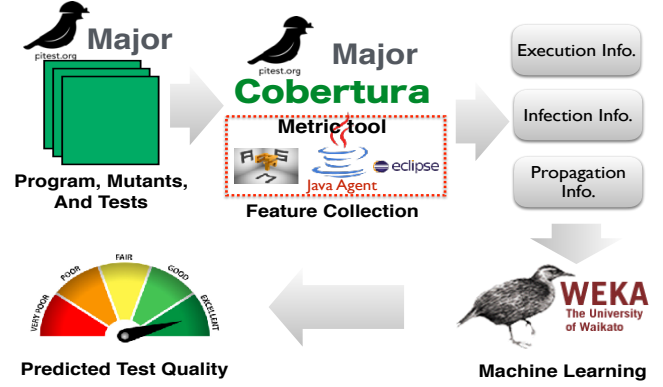 Major
pitest.org
Program, Mutants,
And Tests
Major
pitest.org
Cobertura
Metric tool
ASM
eclipse
Java Agent
Feature Collection
Execution Info.
Infection Info.
Propagation
Info.
WEKA
The University
of Waikato
Machine Learning
VERY POOR
POOR
FAIR
GOOD
EXCELLENT
Predicted Test Quality